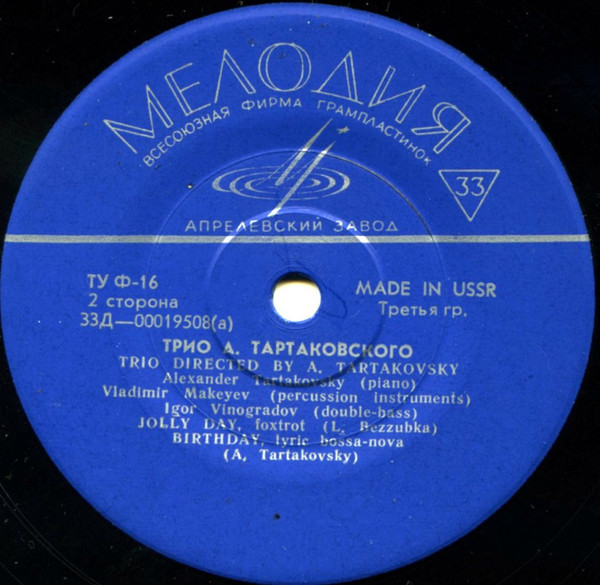 МЕЛОДИЯ
ВСЕСОЮЗНАЯ ФИРМА ГРАМПЛАСТИНОК
33
АПРЕЛЕВСКИЙ ЗАВОД
ТУ Ф-16
MADE IN USSR
2 сторона
Третья гр.
33Д—00019508(а)
ТРИО А. ТАРТАКОВСКОГО
TRIO DIRECTED BY A. TARTAKOVSKY
Alexander Tartakovsky (piano)
Vladimir Makeyev (percussion instruments)
Igor Vinogradov (double-bass)
JOLLY DAY, foxtrot (L. Bezzubka)
BIRTHDAY, lyric bossa-nova
(A. Tartakovsky)